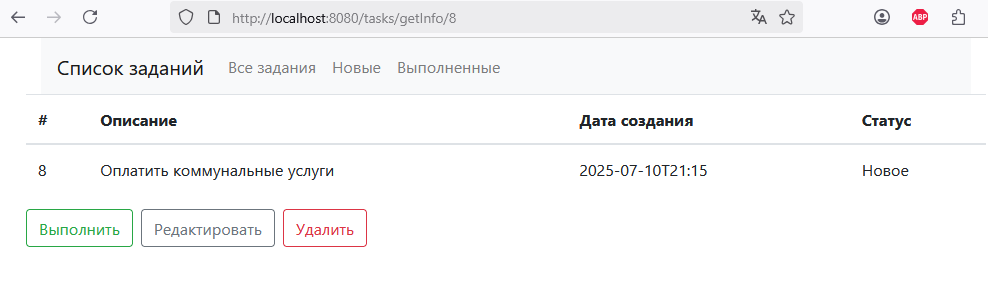 http://localhost:8080/tasks/getInfo/8
ABP
Список заданий Все задания Новые Выполненные
# Описание Дата создания Статус
8 Оплатить коммунальные услуги 2025-07-10T21:15 Новое
Выполнить Редактировать Удалить